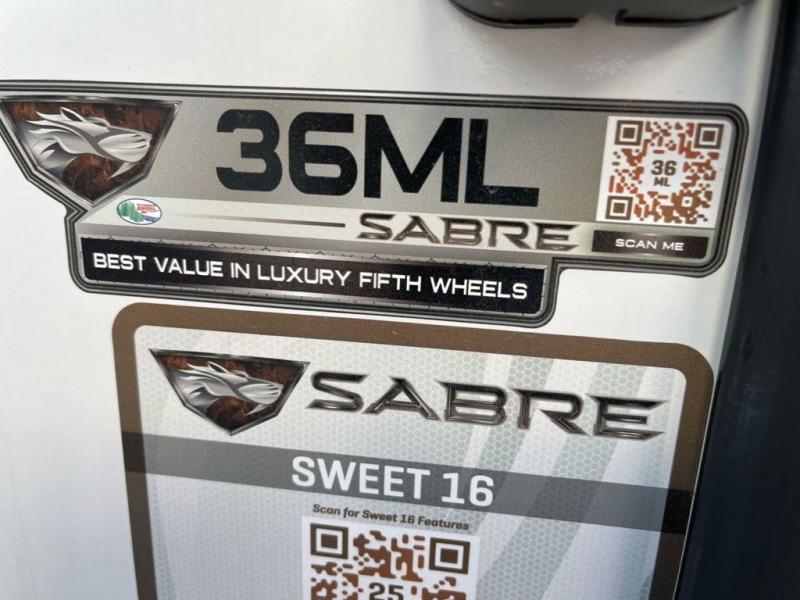 36ML
36
ML
SABRE
SCAN ME
BEST VALUE IN LUXURY FIFTH WHEELS
SABRE
SWEET 16
Scan for Sweet 16 Features
25